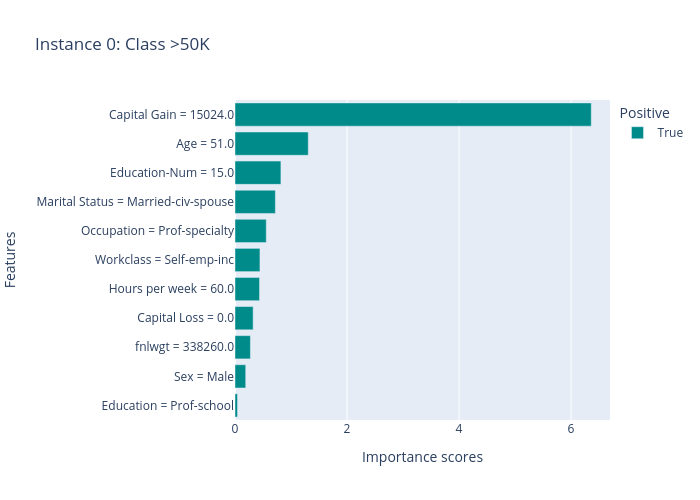 Instance 0: Class >50K
Positive
True
Features
Capital Gain = 15024.0
Age = 51.0
Education-Num = 15.0
Marital Status = Married-civ-spouse
Occupation = Prof-specialty
Workclass = Self-emp-inc
Hours per week = 60.0
Capital Loss = 0.0
fnlwgt = 338260.0
Sex = Male
Education = Prof-school
0 2 4 6
Importance scores